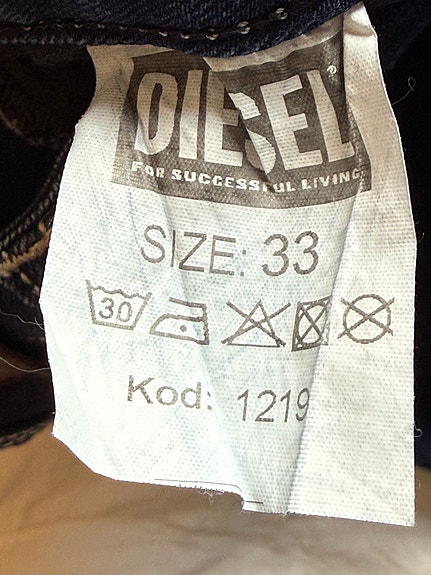 DIESEL®
FOR SUCCESSFUL LIVING
SIZE: 33
30
Kod: 1219